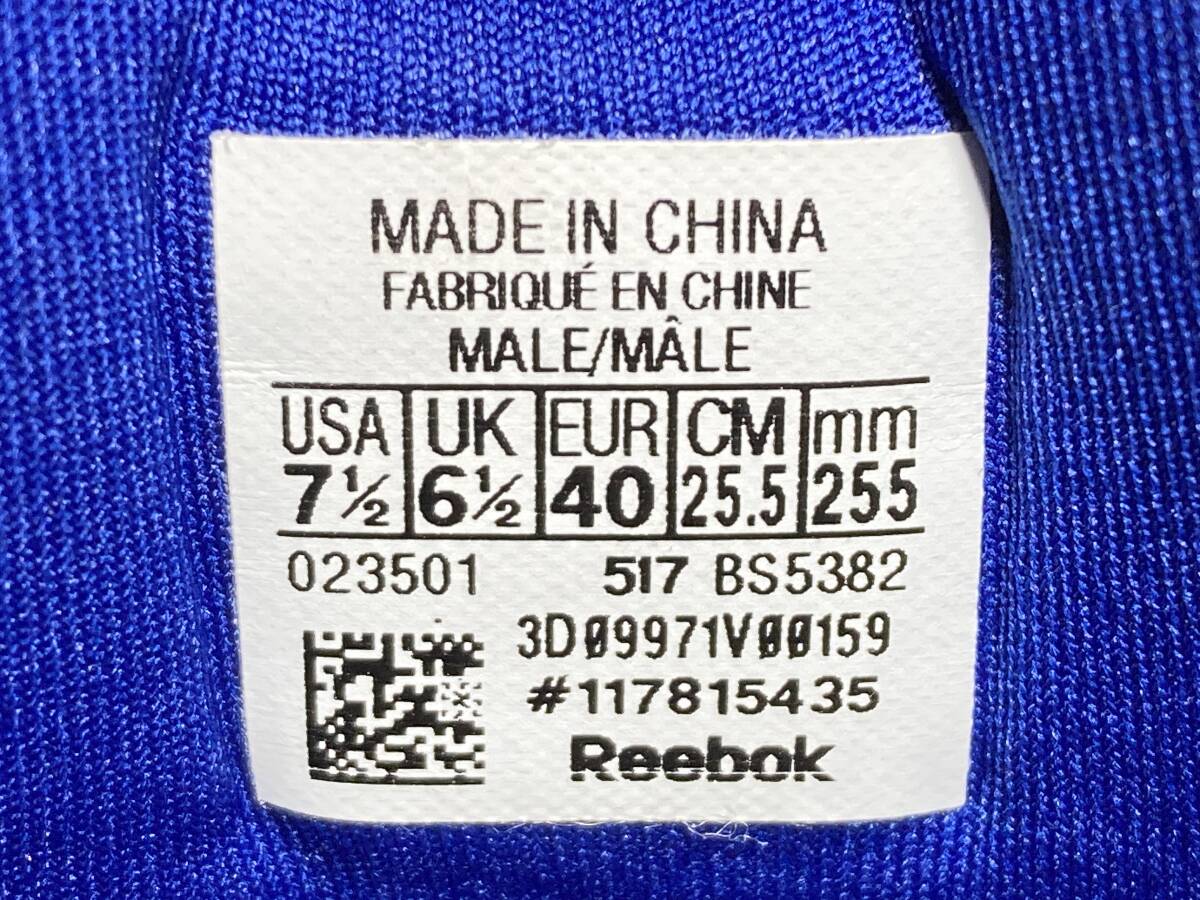 MADE IN CHINA
FABRIQUÉ EN CHINE
MALE/MÂLE
USA UK EUR CM mm
7½ 6½ 40 25.5 255
023501 517 BS5382
3D09971V00159
#117815435
Reebok